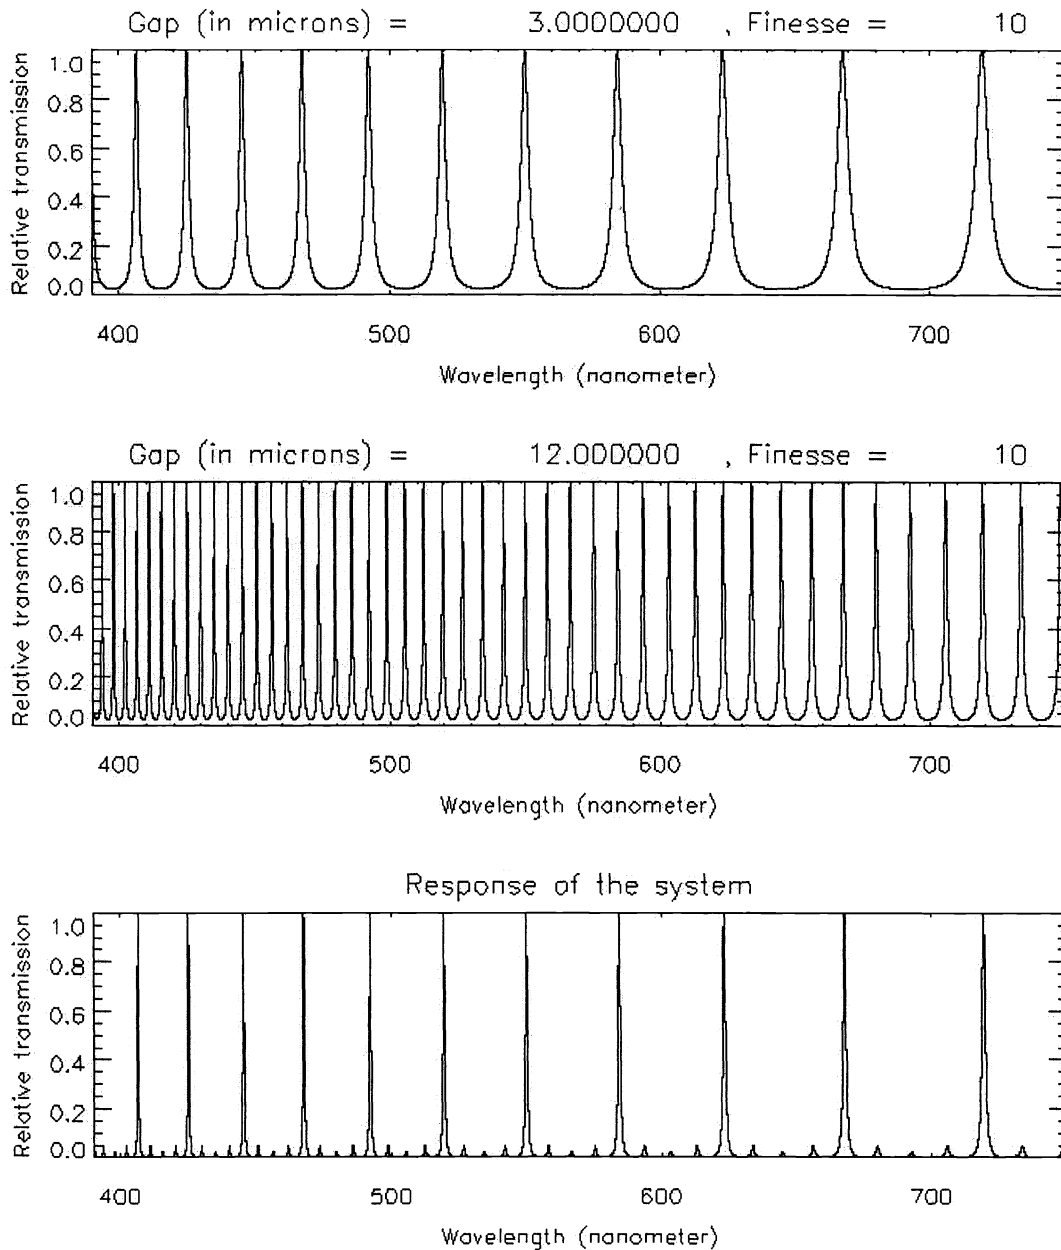 Gap (in microns) = 3.0000000 , Finesse = 10
Relative transmission
1.0
0.8
0.6
0.4
0.2
0.0
400 500 600 700
Wavelength (nanometer)
Gap (in microns) = 12.000000 , Finesse = 10
Relative transmission
1.0
0.8
0.6
0.4
0.2
0.0
400 500 600 700
Wavelength (nanometer)
Response of the system
Relative transmission
1.0
0.8
0.6
0.4
0.2
0.0
400 500 600 700
Wavelength (nanometer)